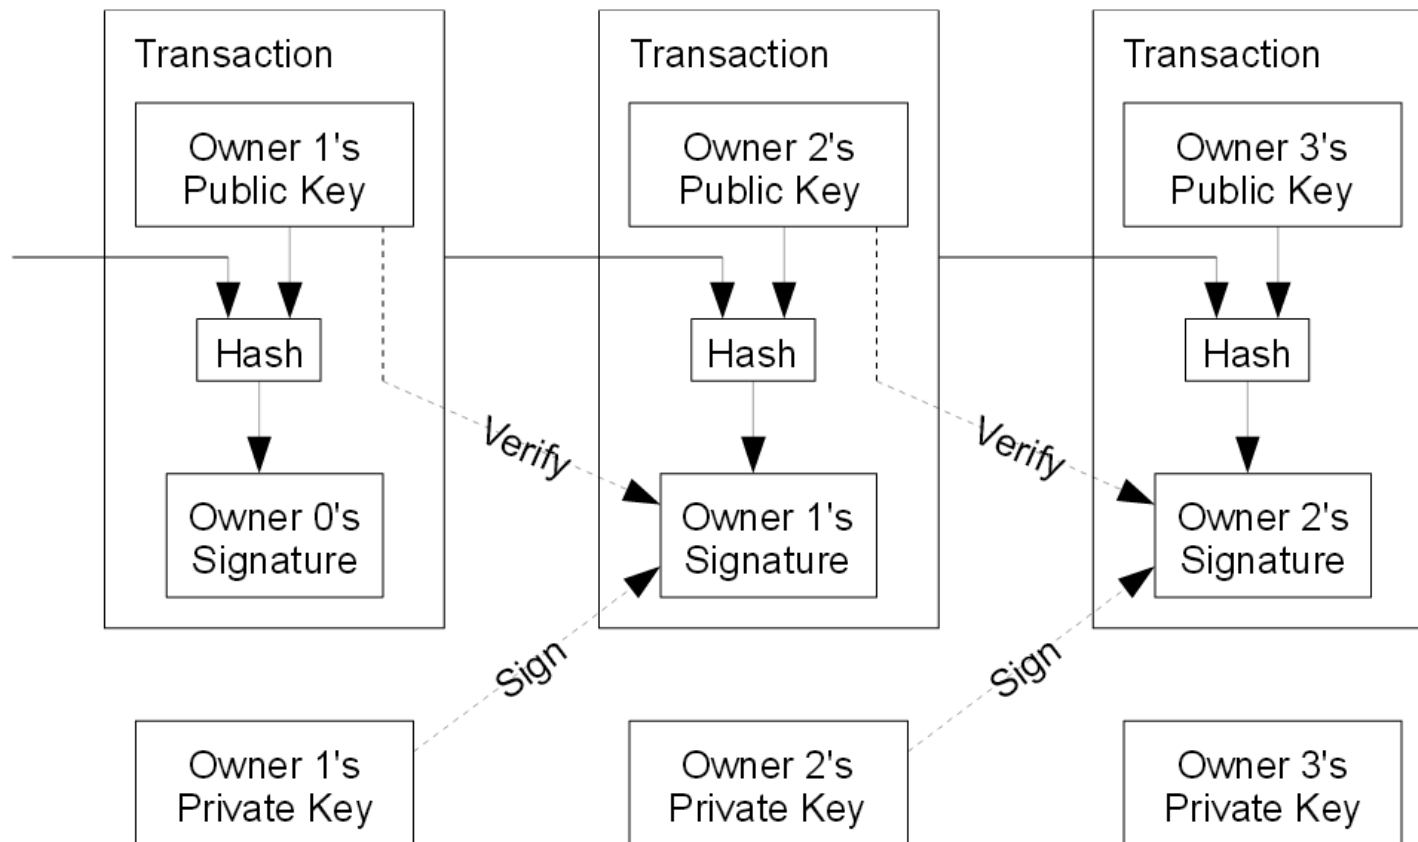 Transaction
Owner 1's
Public Key
Hash
Owner 0's
Signature
Transaction
Owner 2's
Public Key
Hash
Verify
Owner 1's
Signature
Sign
Transaction
Owner 3's
Public Key
Hash
Verify
Owner 2's
Signature
Sign
Owner 1's
Private Key
Owner 2's
Private Key
Owner 3's
Private Key